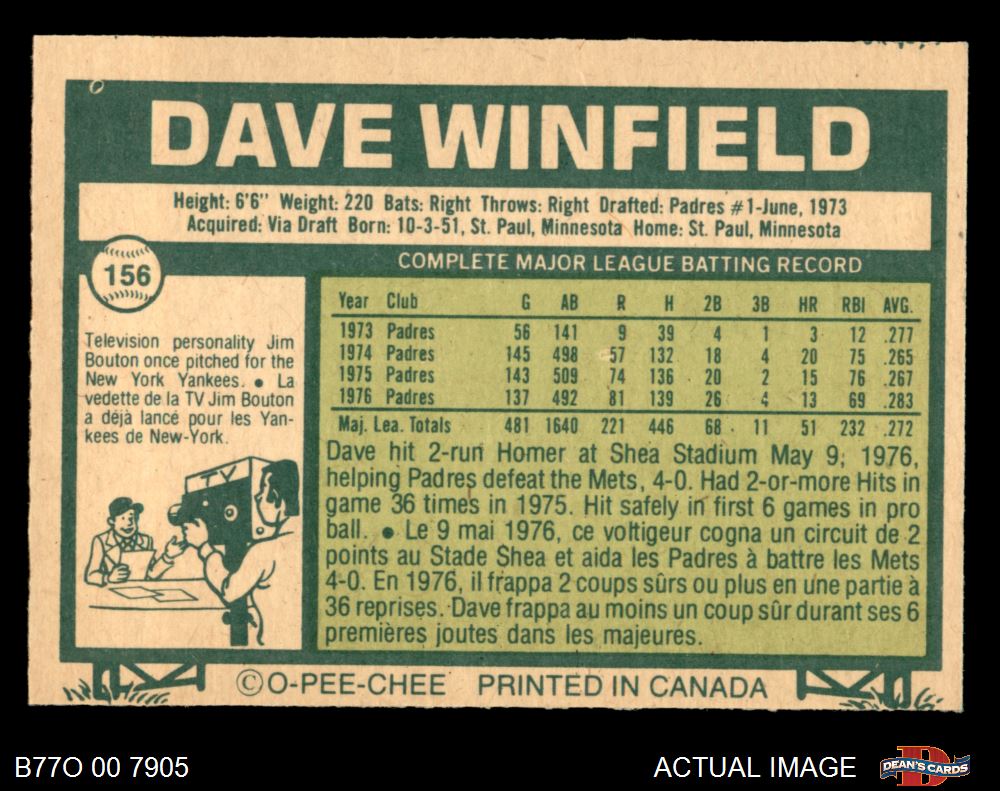 DAVE WINFIELD
Height: 6'6" Weight: 220 Bats: Right Throws: Right Drafted: Padres #1-June, 1973
Acquired: Via Draft Born: 10-3-51, St. Paul, Minnesota Home: St. Paul, Minnesota
156
Television personality Jim
Bouton once pitched for the
New York Yankees. ● La
vedette de la TV Jim Bouton
a déjà lancé pour les Yan-
kees de New-York.
TV
COMPLETE MAJOR LEAGUE BATTING RECORD
Year Club G AB R H 2B 3B HR RBI AVG.
1973 Padres 56 141 9 39 4 1 3 12 .277
1974 Padres 145 498 57 132 18 4 20 75 .265
1975 Padres 143 509 74 136 20 2 15 76 .267
1976 Padres 137 492 81 139 26 4 13 69 .283
Maj. Lea. Totals 481 1640 221 446 68 11 51 232 .272
Dave hit 2-run Homer at Shea Stadium May 9, 1976,
helping Padres defeat the Mets, 4-0. Had 2-or-more Hits in
game 36 times in 1975. Hit safely in first 6 games in pro
ball. ● Le 9 mai 1976, ce voltigeur cogna un circuit de 2
points au Stade Shea et aida les Padres à battre les Mets
4-0. En 1976, il frappa 2 coups sûrs ou plus en une partie à
36 reprises. Dave frappa au moins un coup sûr durant ses 6
premières joutes dans les majeures.
©O-PEE-CHEE PRINTED IN CANADA
B77O 00 7905
ACTUAL IMAGE
DEAN'S CARDS